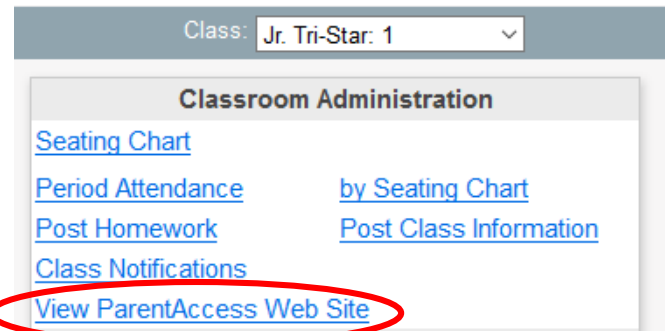 Class: Jr. Tri-Star: 1
Classroom Administration
Seating Chart
Period Attendance by Seating Chart
Post Homework Post Class Information
Class Notifications
View ParentAccess Web Site